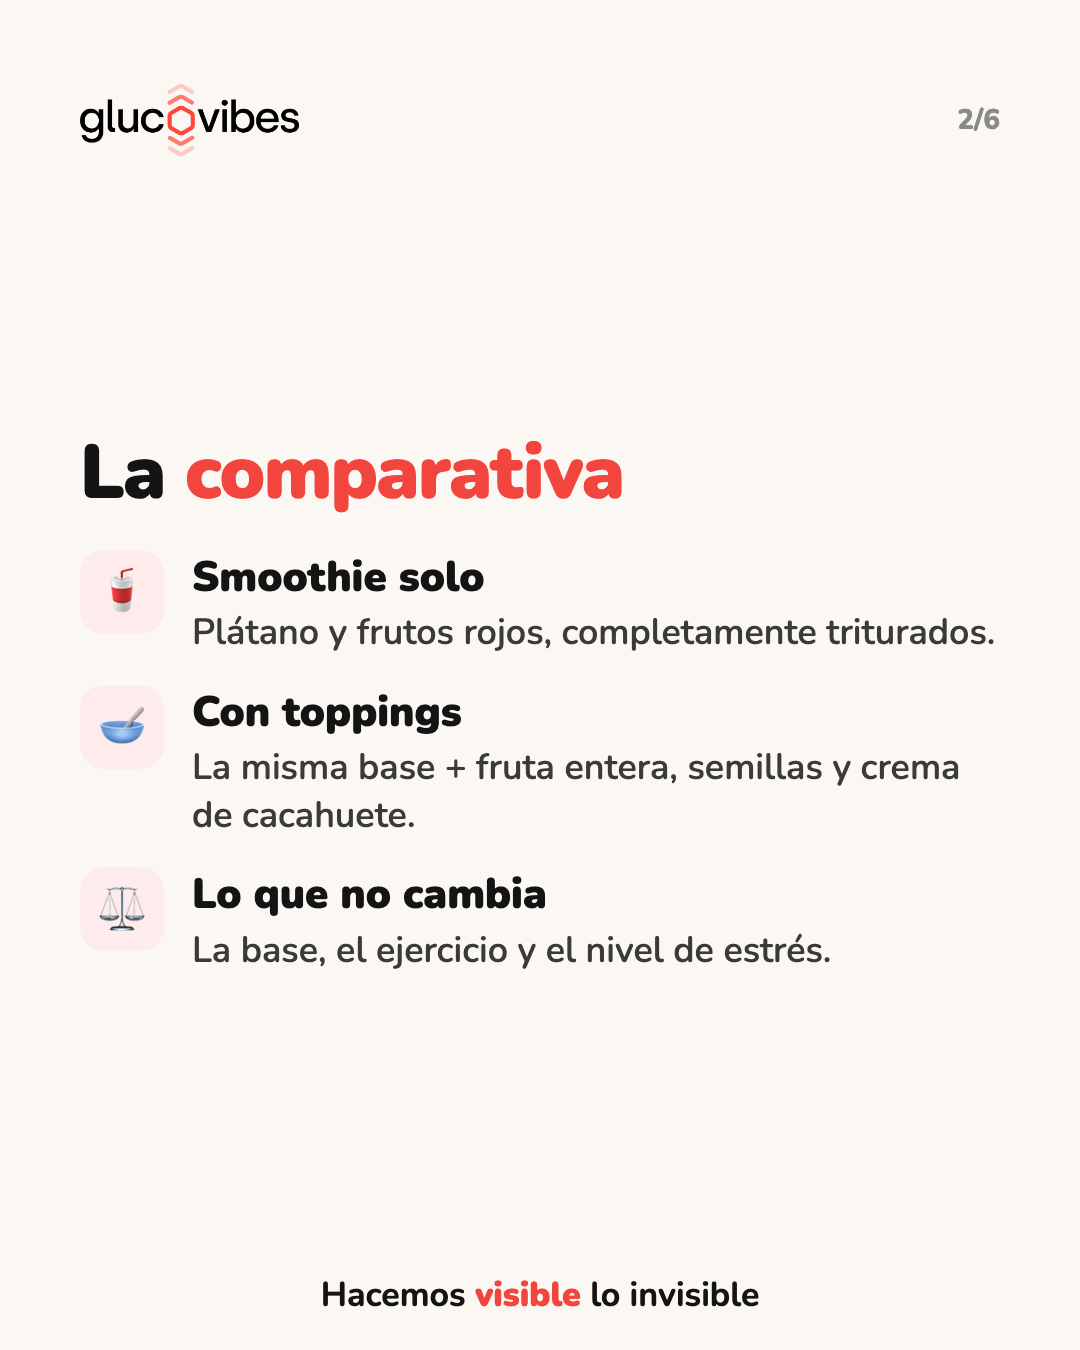 glucovibes
2/6
La comparativa
Smoothie solo
Plátano y frutos rojos, completamente triturados.
Con toppings
La misma base + fruta entera, semillas y crema
de cacahuete.
Lo que no cambia
La base, el ejercicio y el nivel de estrés.
Hacemos visible lo invisible